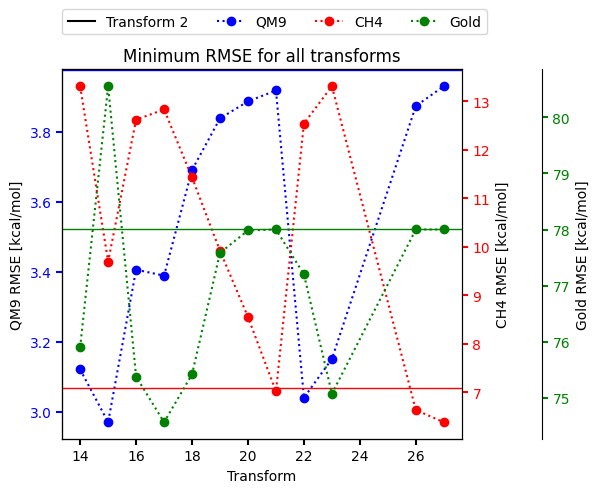 Transform 2 QM9 CH4 Gold
Minimum RMSE for all transforms
QM9 RMSE [kcal/mol]
3.8
3.6
3.4
3.2
3.0
14 16 18 20 22 24 26
Transform
13
12
11
10
9
8
7
CH4 RMSE [kcal/mol]
80
79
78
77
76
75
Gold RMSE [kcal/mol]